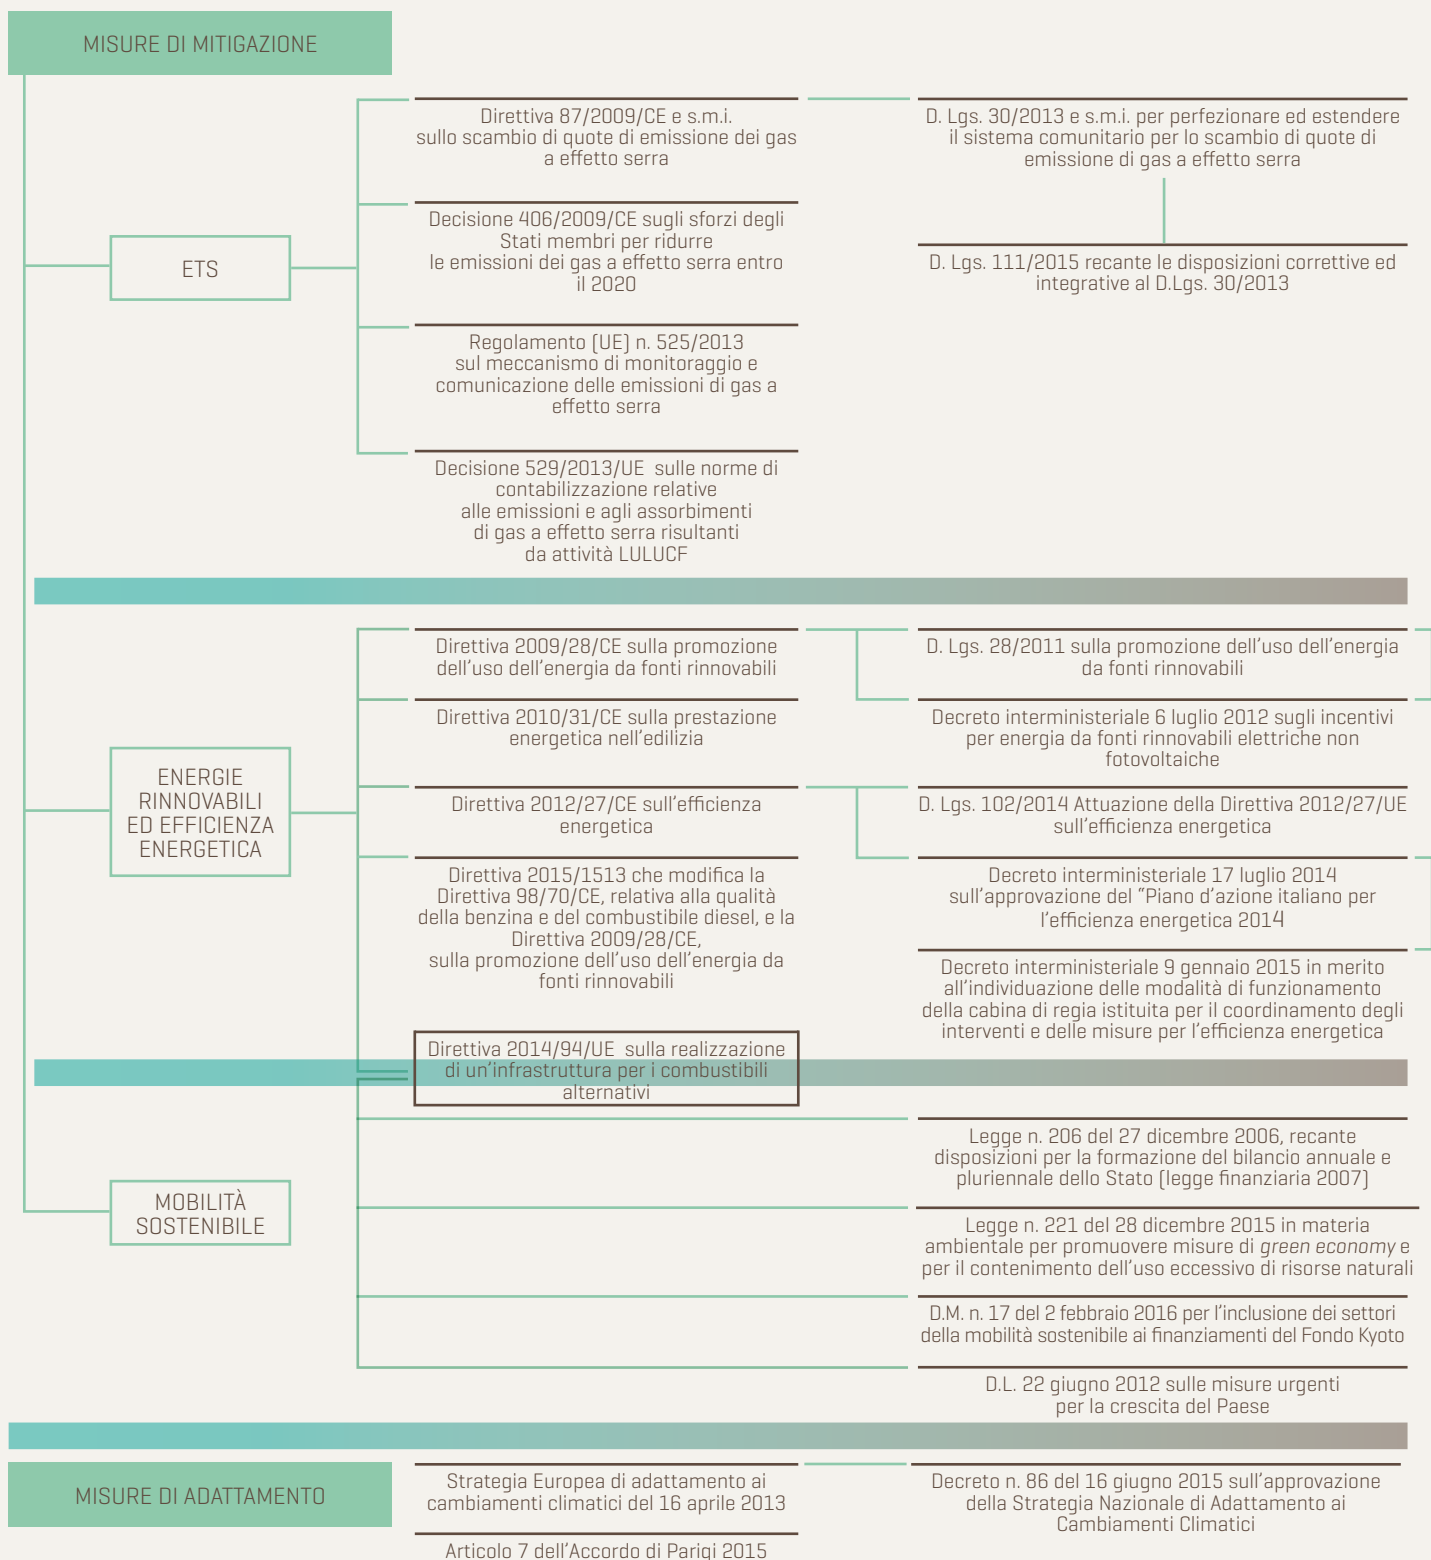 MISURE DI MITIGAZIONE
ETS
Direttiva 87/2009/CE e s.m.i.
sullo scambio di quote di emissione dei gas
a effetto serra
D. Lgs. 30/2013 e s.m.i. per perfezionare ed estendere
il sistema comunitario per lo scambio di quote di
emissione di gas a effetto serra
Decisione 406/2009/CE sugli sforzi degli
Stati membri per ridurre
le emissioni dei gas a effetto serra entro
il 2020
D. Lgs. 111/2015 recante le disposizioni correttive ed
integrative al D.Lgs. 30/2013
Regolamento (UE) n. 525/2013
sul meccanismo di monitoraggio e
comunicazione delle emissioni di gas a
effetto serra
Decisione 529/2013/UE sulle norme di
contabilizzazione relative
alle emissioni e agli assorbimenti
di gas a effetto serra risultanti
da attività LULUCF
ENERGIE
RINNOVABILI
ED EFFICIENZA
ENERGETICA
Direttiva 2009/28/CE sulla promozione
dell'uso dell'energia da fonti rinnovabili
D. Lgs. 28/2011 sulla promozione dell'uso dell'energia
da fonti rinnovabili
Direttiva 2010/31/CE sulla prestazione
energetica nell'edilizia
Decreto interministeriale 6 luglio 2012 sugli incentivi
per energia da fonti rinnovabili elettriche non
fotovoltaiche
Direttiva 2012/27/CE sull'efficienza
energetica
D. Lgs. 102/2014 Attuazione della Direttiva 2012/27/UE
sull'efficienza energetica
Direttiva 2015/1513 che modifica la
Direttiva 98/70/CE, relativa alla qualità
della benzina e del combustibile diesel, e la
Direttiva 2009/28/CE,
sulla promozione dell'uso dell'energia da
fonti rinnovabili
Decreto interministeriale 17 luglio 2014
sull'approvazione del "Piano d'azione italiano per
l'efficienza energetica 2014
Decreto interministeriale 9 gennaio 2015 in merito
all'individuazione delle modalità di funzionamento
della cabina di regia istituita per il coordinamento degli
interventi e delle misure per l'efficienza energetica
Direttiva 2014/94/UE sulla realizzazione
di un'infrastruttura per i combustibili
alternativi
MOBILITÀ
SOSTENIBILE
Legge n. 206 del 27 dicembre 2006, recante
disposizioni per la formazione del bilancio annuale e
pluriennale dello Stato (legge finanziaria 2007)
Legge n. 221 del 28 dicembre 2015 in materia
ambientale per promuovere misure di green economy e
per il contenimento dell'uso eccessivo di risorse naturali
D.M. n. 17 del 2 febbraio 2016 per l'inclusione dei settori
della mobilità sostenibile ai finanziamenti del Fondo Kyoto
D.L. 22 giugno 2012 sulle misure urgenti
per la crescita del Paese
MISURE DI ADATTAMENTO
Strategia Europea di adattamento ai
cambiamenti climatici del 16 aprile 2013
Decreto n. 86 del 16 giugno 2015 sull'approvazione
della Strategia Nazionale di Adattamento ai
Cambiamenti Climatici
Articolo 7 dell'Accordo di Parigi 2015